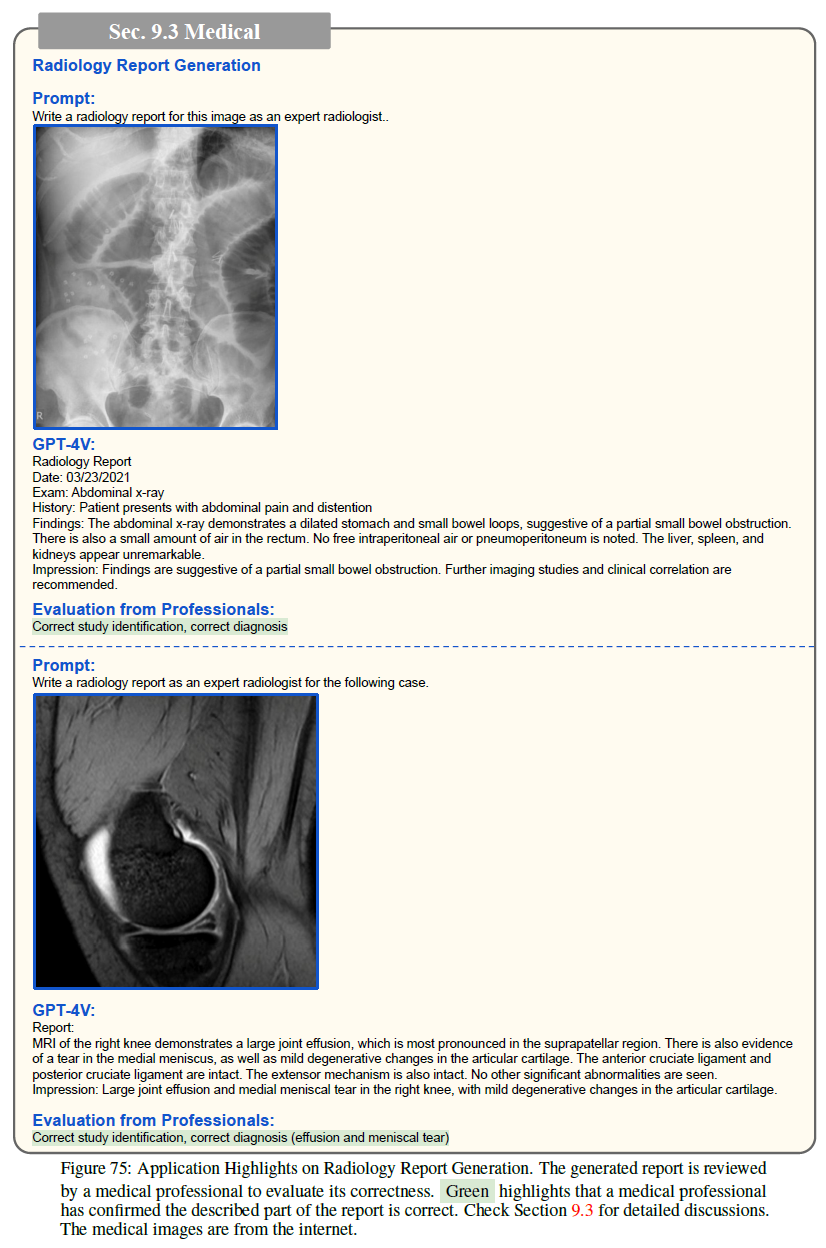 Sec. 9.3 Medical
Radiology Report Generation
Prompt:
Write a radiology report for this image as an expert radiologist..
R
GPT-4V:
Radiology Report
Date: 03/23/2021
Exam: Abdominal x-ray
History: Patient presents with abdominal pain and distention
Findings: The abdominal x-ray demonstrates a dilated stomach and small bowel loops, suggestive of a partial small bowel obstruction.
There is also a small amount of air in the rectum. No free intraperitoneal air or pneumoperitoneum is noted. The liver, spleen, and
kidneys appear unremarkable.
Impression: Findings are suggestive of a partial small bowel obstruction. Further imaging studies and clinical correlation are
recommended.
Evaluation from Professionals:
Correct study identification, correct diagnosis
Prompt:
Write a radiology report as an expert radiologist for the following case.
GPT-4V:
Report:
MRI of the right knee demonstrates a large joint effusion, which is most pronounced in the suprapatellar region. There is also evidence
of a tear in the medial meniscus, as well as mild degenerative changes in the articular cartilage. The anterior cruciate ligament and
posterior cruciate ligament are intact. The extensor mechanism is also intact. No other significant abnormalities are seen.
Impression: Large joint effusion and medial meniscal tear in the right knee, with mild degenerative changes in the articular cartilage.
Evaluation from Professionals:
Correct study identification, correct diagnosis (effusion and meniscal tear)
Figure 75: Application Highlights on Radiology Report Generation. The generated report is reviewed
by a medical professional to evaluate its correctness. Green highlights that a medical professional
has confirmed the described part of the report is correct. Check Section 9.3 for detailed discussions.
The medical images are from the internet.